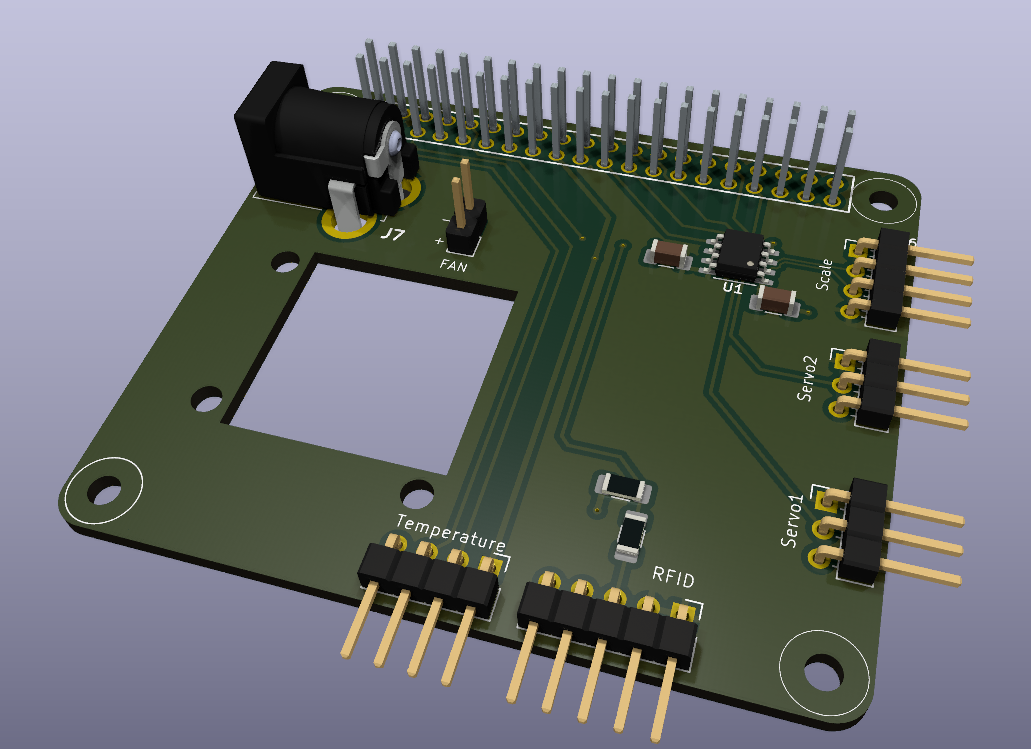 J7
+
FAN
U1
Scale
Servo2
Servo1
Temperature
RFID